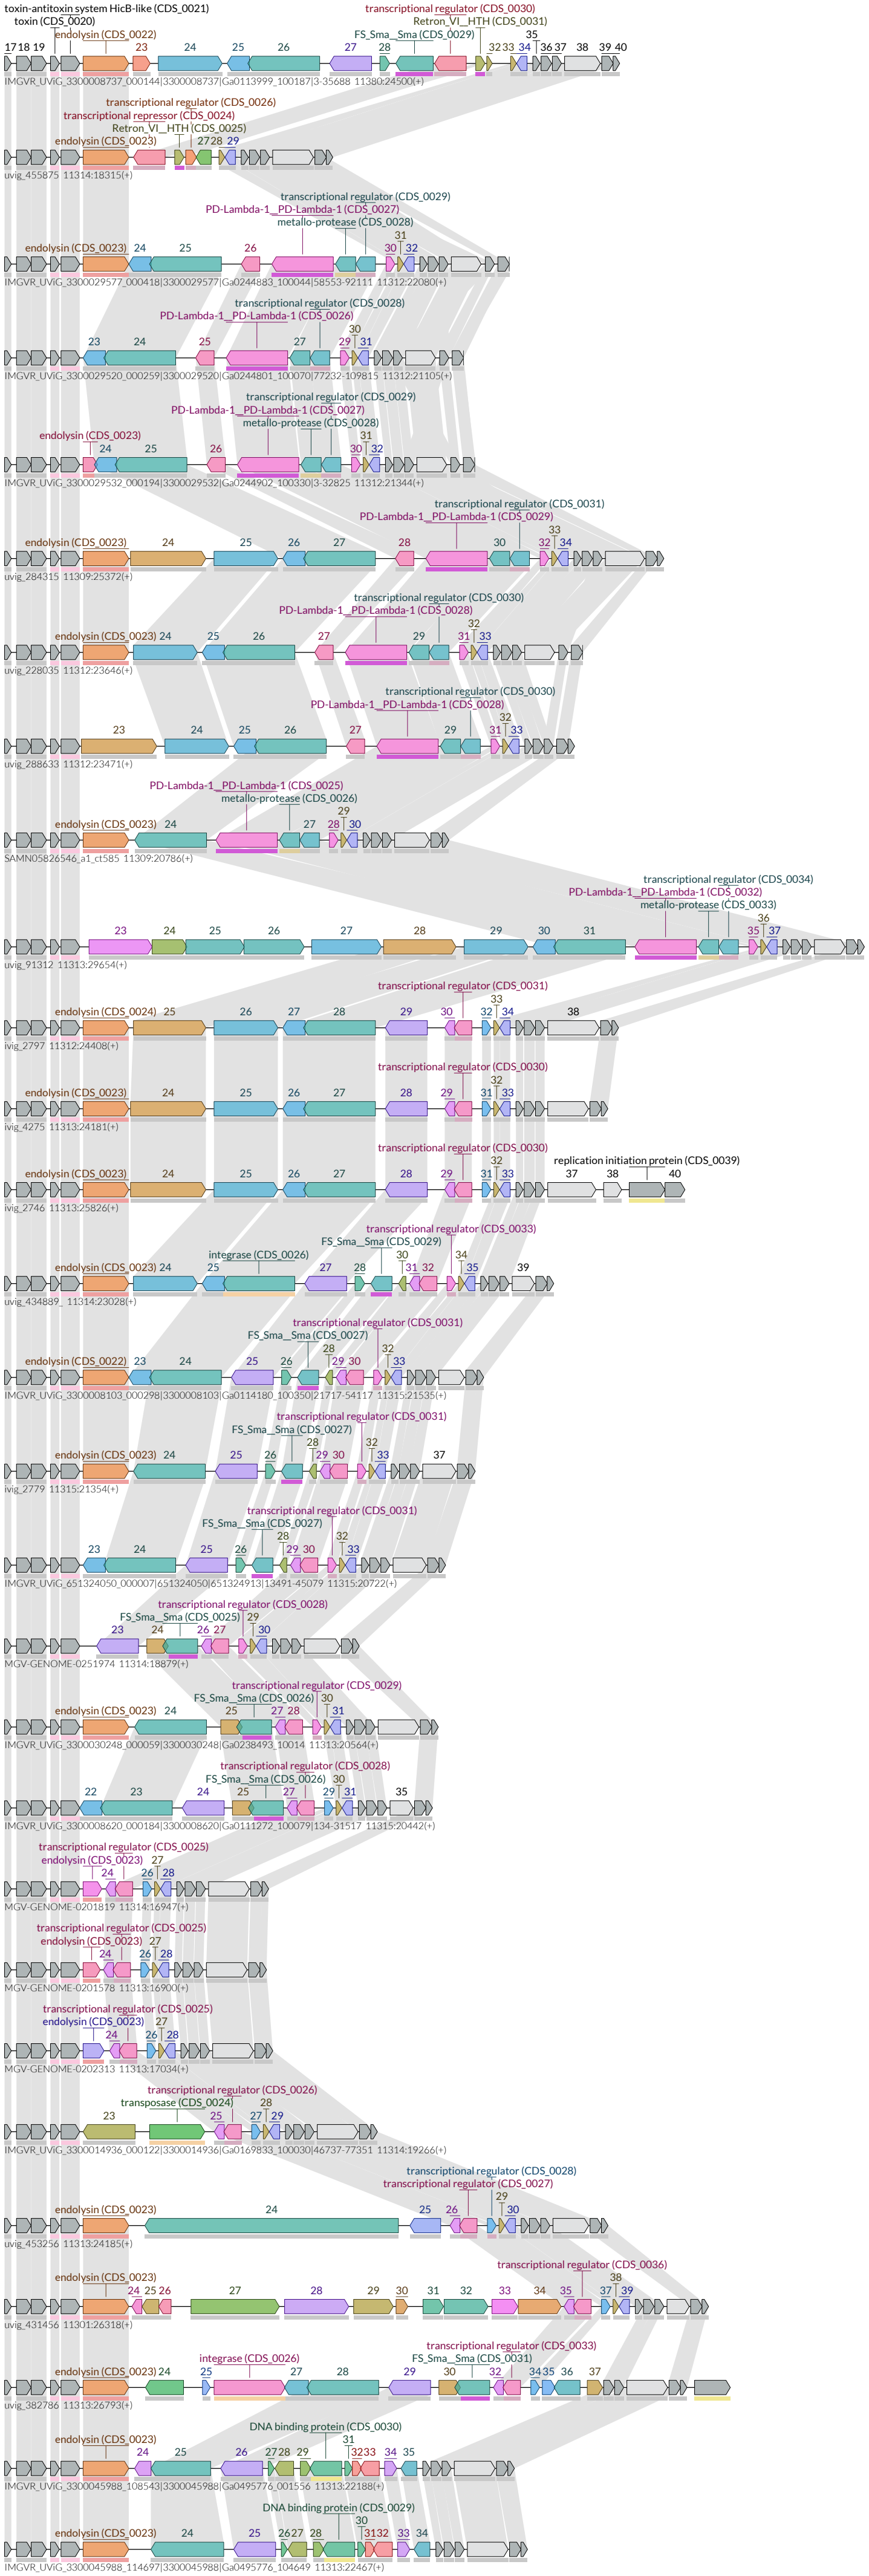 toxin-antitoxin system HicB-like (CDS_0021)
transcriptional regulator (CDS_0030)
toxin (CDS_0020)
Retron_VI__HTH (CDS_0031)
endolysin (CDS_0022)
FS_Sma__Sma (CDS_0029)
35
17 18 19 23 24 25 26 27 28 32 33 34 36 37 38 39 40
IMGVR_UViG_3300008737_000144|3300008737|Ga0113999_100187|3-35688 11380:24500(+)
transcriptional regulator (CDS_0026)
transcriptional repressor (CDS_0024)
Retron_VI__HTH (CDS_0025)
endolysin (CDS_0023) 27 28 29
uvig_455875 11314:18315(+)
transcriptional regulator (CDS_0029)
PD-Lambda-1__PD-Lambda-1 (CDS_0027)
metallo-protease (CDS_0028)
31
endolysin (CDS_0023) 24 25 26 30 32
IMGVR_UViG_3300029577_000418|3300029577|Ga0244883_100044|58553-92111 11312:22080(+)
transcriptional regulator (CDS_0028)
PD-Lambda-1__PD-Lambda-1 (CDS_0026)
30
23 24 25 27 29 31
IMGVR_UViG_3300029520_000259|3300029520|Ga0244801_100070|77232-109815 11312:21105(+)
transcriptional regulator (CDS_0029)
PD-Lambda-1__PD-Lambda-1 (CDS_0027)
metallo-protease (CDS_0028)
endolysin (CDS_0023) 31
24 25 26 30 32
IMGVR_UViG_3300029532_000194|3300029532|Ga0244902_100330|3-32825 11312:21344(+)
transcriptional regulator (CDS_0031)
PD-Lambda-1__PD-Lambda-1 (CDS_0029)
33
endolysin (CDS_0023) 24 25 26 27 28 30 32 34
uvig_284315 11309:25372(+)
transcriptional regulator (CDS_0030)
PD-Lambda-1__PD-Lambda-1 (CDS_0028)
32
endolysin (CDS_0023) 24 25 26 27 29 31 33
uvig_228035 11312:23646(+)
transcriptional regulator (CDS_0030)
PD-Lambda-1__PD-Lambda-1 (CDS_0028)
32
23 24 25 26 27 29 31 33
uvig_288633 11312:23471(+)
PD-Lambda-1__PD-Lambda-1 (CDS_0025)
metallo-protease (CDS_0026)
29
endolysin (CDS_0023) 24 27 28 30
SAMN05826546_a1_ct585 11309:20786(+)
transcriptional regulator (CDS_0034)
PD-Lambda-1__PD-Lambda-1 (CDS_0032)
metallo-protease (CDS_0033)
36
23 24 25 26 27 28 29 30 31 35 37
uvig_91312 11313:29654(+)
transcriptional regulator (CDS_0031)
33
endolysin (CDS_0024) 25 26 27 28 29 30 32 34 38
ivig_2797 11312:24408(+)
transcriptional regulator (CDS_0030)
32
endolysin (CDS_0023) 24 25 26 27 28 29 31 33
ivig_4275 11313:24181(+)
transcriptional regulator (CDS_0030)
32 replication initiation protein (CDS_0039)
endolysin (CDS_0023) 24 25 26 27 28 29 31 33 37 38 40
ivig_2746 11313:25826(+)
transcriptional regulator (CDS_0033)
FS_Sma__Sma (CDS_0029)
integrase (CDS_0026) 30 34
endolysin (CDS_0023) 24 25 27 28 31 32 35 39
uvig_434889_ 11314:23028(+)
transcriptional regulator (CDS_0031)
FS_Sma__Sma (CDS_0027)
28 32
endolysin (CDS_0022) 23 24 25 26 29 30 33
IMGVR_UViG_3300008103_000298|3300008103|Ga0114180_100350|21717-54117 11315:21535(+)
transcriptional regulator (CDS_0031)
FS_Sma__Sma (CDS_0027)
28 32
endolysin (CDS_0023) 24 25 26 29 30 33 37
ivig_2779 11315:21354(+)
transcriptional regulator (CDS_0031)
FS_Sma__Sma (CDS_0027)
28 32
23 24 25 26 29 30 33
IMGVR_UViG_651324050_000007|651324050|651324913|13491-45079 11315:20722(+)
transcriptional regulator (CDS_0028)
FS_Sma__Sma (CDS_0025) 29
23 24 26 27 30
MGV-GENOME-0251974 11314:18879(+)
transcriptional regulator (CDS_0029)
FS_Sma__Sma (CDS_0026) 30
endolysin (CDS_0023) 24 25 27 28 31
IMGVR_UViG_3300030248_000059|3300030248|Ga0238493_10014 11313:20564(+)
transcriptional regulator (CDS_0028)
FS_Sma__Sma (CDS_0026) 30
22 23 24 25 27 29 31 35
IMGVR_UViG_3300008620_000184|3300008620|Ga0111272_100079|134-31517 11315:20442(+)
transcriptional regulator (CDS_0025)
endolysin (CDS_0023) 27
24 26 28
MGV-GENOME-0201819 11314:16947(+)
transcriptional regulator (CDS_0025)
endolysin (CDS_0023) 27
24 26 28
MGV-GENOME-0201578 11313:16900(+)
transcriptional regulator (CDS_0025)
endolysin (CDS_0023) 27
24 26 28
MGV-GENOME-0202313 11313:17034(+)
transcriptional regulator (CDS_0026)
transposase (CDS_0024) 28
23 25 27 29
IMGVR_UViG_3300014936_000122|3300014936|Ga0169833_100030|46737-77351 11314:19266(+)
transcriptional regulator (CDS_0028)
transcriptional regulator (CDS_0027)
29
endolysin (CDS_0023) 24 25 26 30
uvig_453256 11313:24185(+)
transcriptional regulator (CDS_0036)
endolysin (CDS_0023) 38
24 25 26 27 28 29 30 31 32 33 34 35 37 39
uvig_431456 11301:26318(+)
transcriptional regulator (CDS_0033)
integrase (CDS_0026) FS_Sma__Sma (CDS_0031)
endolysin (CDS_0023) 24 25 27 28 29 30 32 34 35 36 37
uvig_382786 11313:26793(+)
DNA binding protein (CDS_0030)
endolysin (CDS_0023) 31
24 25 26 27 28 29 32 33 34 35
IMGVR_UViG_3300045988_108543|3300045988|Ga0495776_001556 11313:22188(+)
DNA binding protein (CDS_0029)
30
endolysin (CDS_0023) 24 25 26 27 28 31 32 33 34
IMGVR_UViG_3300045988_114697|3300045988|Ga0495776_104649 11313:22467(+)